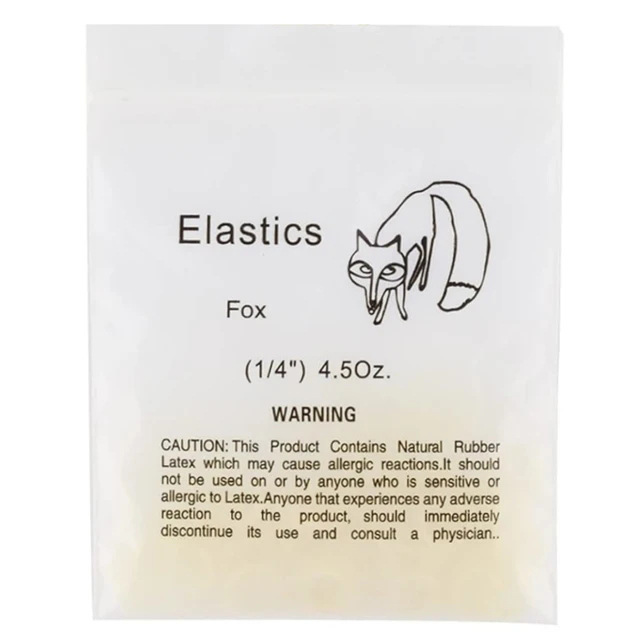 Elastics
Fox
(1/4") 4.5Oz.
WARNING
CAUTION: This Product Contains Natural Rubber
Latex which may cause allergic reactions.It should
not be used on or by anyone who is sensitive or
allergic to Latex.Anyone that experiences any adverse
reaction to the product, should immediately
discontinue its use and consult a physician..